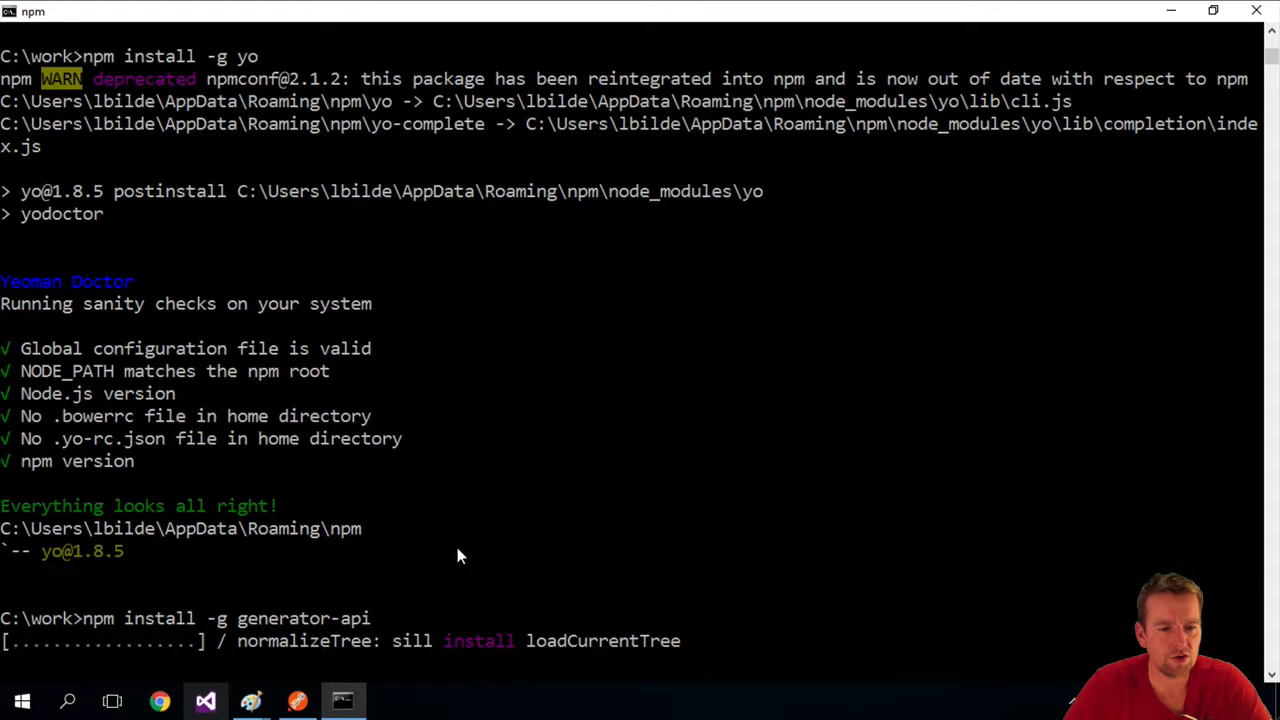 npm
C:\work>npm install -g yo
npm WARN deprecated npmconf@2.1.2: this package has been reintegrated into npm and is now out of date with respect to npm
C:\Users\lbilde\AppData\Roaming\npm\yo -> C:\Users\lbilde\AppData\Roaming\npm\node_modules\yo\lib\cli.js
C:\Users\lbilde\AppData\Roaming\npm\yo-complete -> C:\Users\lbilde\AppData\Roaming\npm\node_modules\yo\lib\completion\inde
x.js
> yo@1.8.5 postinstall C:\Users\lbilde\AppData\Roaming\npm\node_modules\yo
> yodoctor
Yeoman Doctor
Running sanity checks on your system
√ Global configuration file is valid
√ NODE_PATH matches the npm root
√ Node.js version
√ No .bowerrc file in home directory
√ No .yo-rc.json file in home directory
√ npm version
Everything looks all right!
C:\Users\lbilde\AppData\Roaming\npm
`-- yo@1.8.5
C:\work>npm install -g generator-api
[..................] / normalizeTree: sill install loadCurrentTree